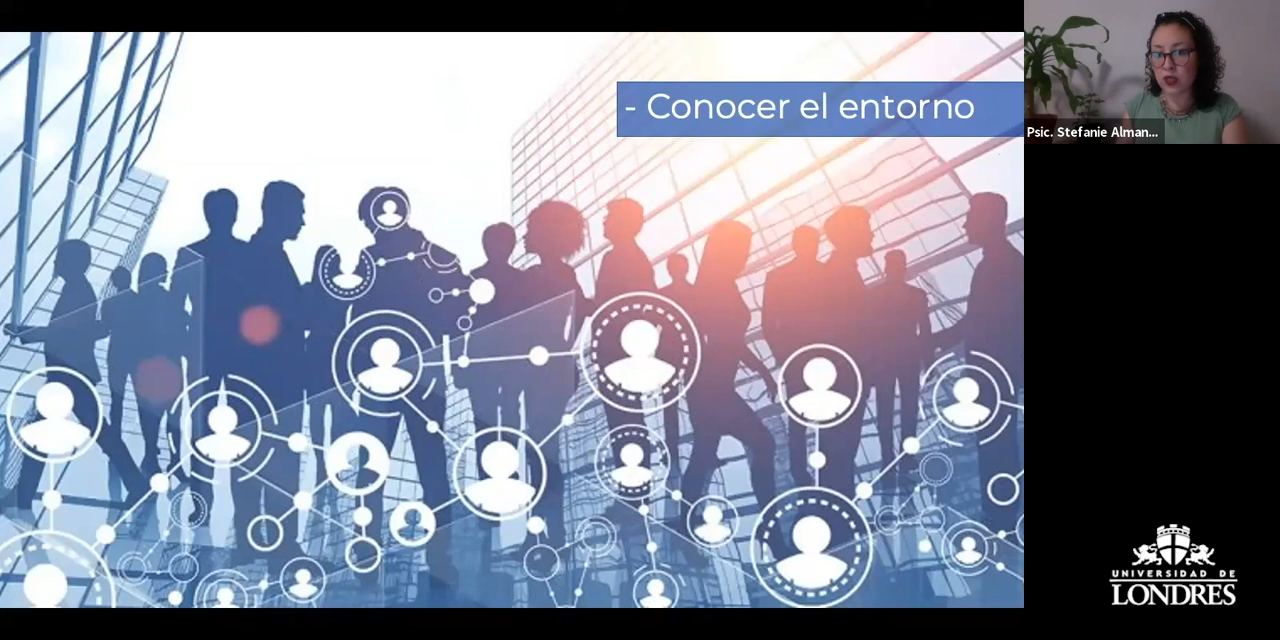 - Conocer el entorno
Psic. Stefanie Alman...
UNIVERSIDAD DE
LONDRES